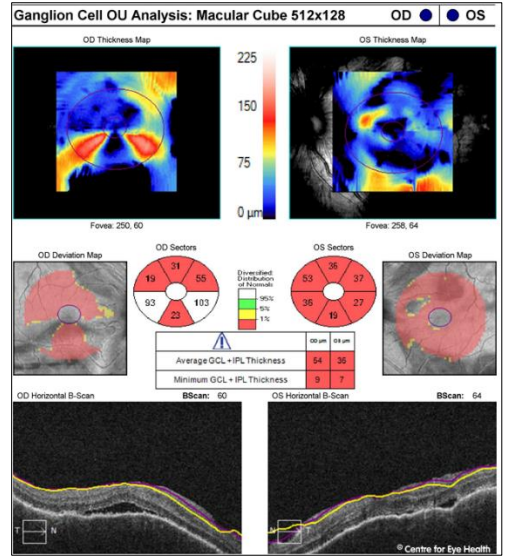 Ganglion Cell OU Analysis: Macular Cube 512x128 OD OS
OD Thickness Map OS Thickness Map
225
150
75
0 µm
Fovea: 250, 60 Fovea: 258, 64
OD Deviation Map OD Sectors OS Sectors OS Deviation Map
Diversified:
Distribution
of Normals
95%
5%
1%
31
19 55
93 103
23
35
53 37
35 27
19
OD µm OS µm
Average GCL + IPL Thickness 54 35
Minimum GCL + IPL Thickness 9 7
OD Horizontal B-Scan BScan: 60 OS Horizontal B-Scan BScan: 64
T N
N T
© Centre for Eye Health